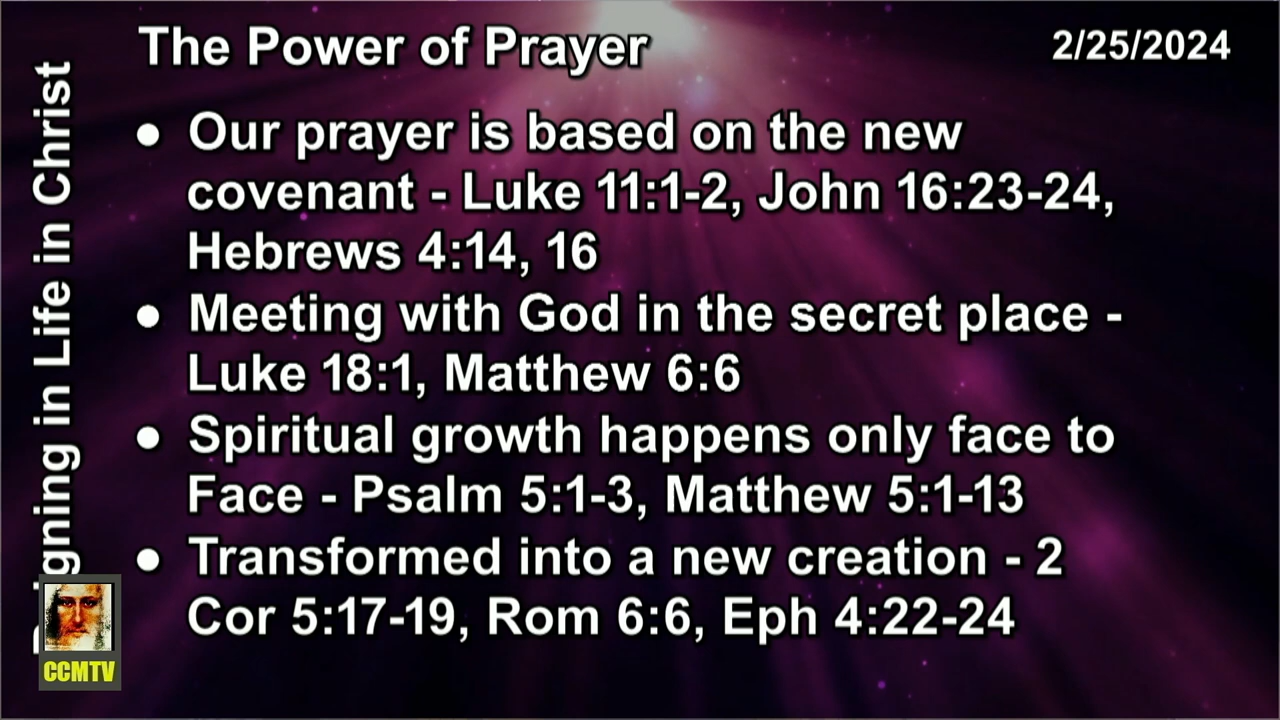 The Power of Prayer
2/25/2024
● Our prayer is based on the new
covenant - Luke 11:1-2, John 16:23-24,
Hebrews 4:14, 16
● Meeting with God in the secret place -
Luke 18:1, Matthew 6:6
● Spiritual growth happens only face to
Face - Psalm 5:1-3, Matthew 5:1-13
● Transformed into a new creation - 2
Cor 5:17-19, Rom 6:6, Eph 4:22-24
in Life in Christ
CCMTV